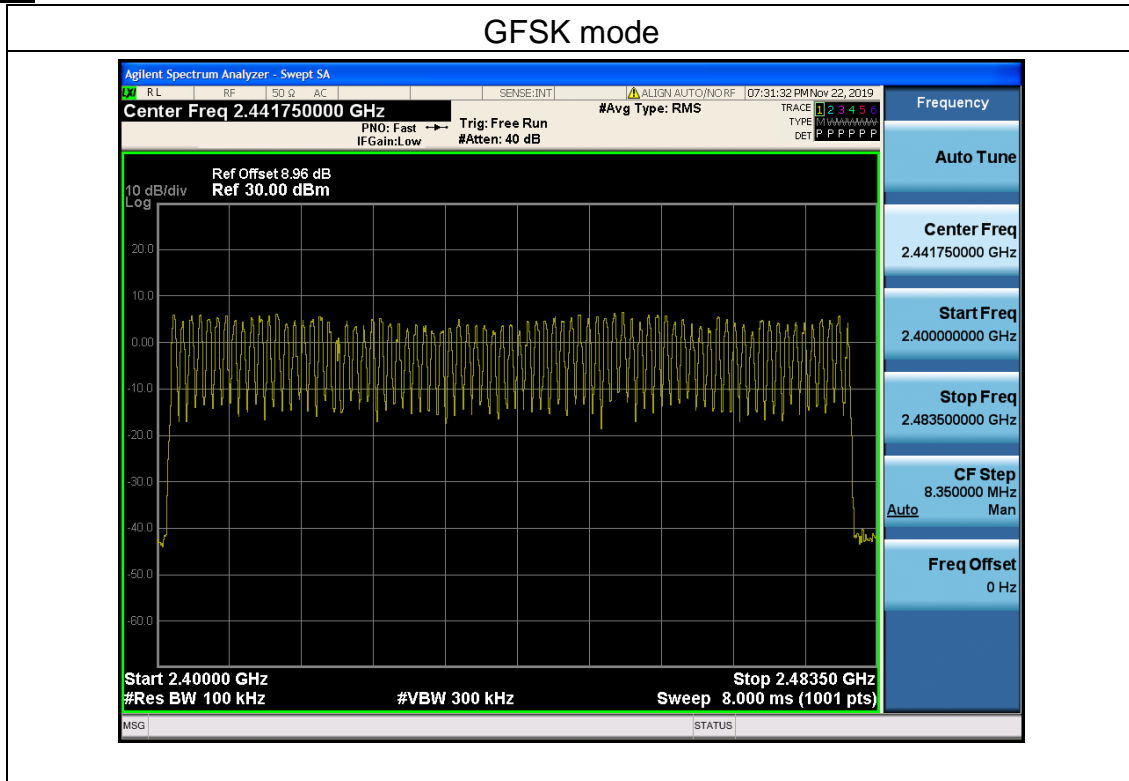 GFSK mode
Agilent Spectrum Analyzer - Swept SA
LXI RL RF 50 Ω AC SENSE:INT ALIGN AUTO/NO RF 07:31:32 PM Nov 22, 2019
Center Freq 2.441750000 GHz #Avg Type: RMS TRACE 1 2 3 4 5 6
PNO: Fast Trig: Free Run TYPE M WWWWW
IFGain:Low #Atten: 40 dB DET P P P P P P
Frequency
Auto Tune
Ref Offset 8.96 dB
10 dB/div Ref 30.00 dBm
Log
20.0
10.0
0.00
-10.0
-20.0
-30.0
-40.0
-50.0
-60.0
Center Freq
2.441750000 GHz
Start Freq
2.400000000 GHz
Stop Freq
2.483500000 GHz
CF Step
8.350000 MHz
Auto Man
Freq Offset
0 Hz
Start 2.40000 GHz Stop 2.48350 GHz
#Res BW 100 kHz #VBW 300 kHz Sweep 8.000 ms (1001 pts)
MSG STATUS